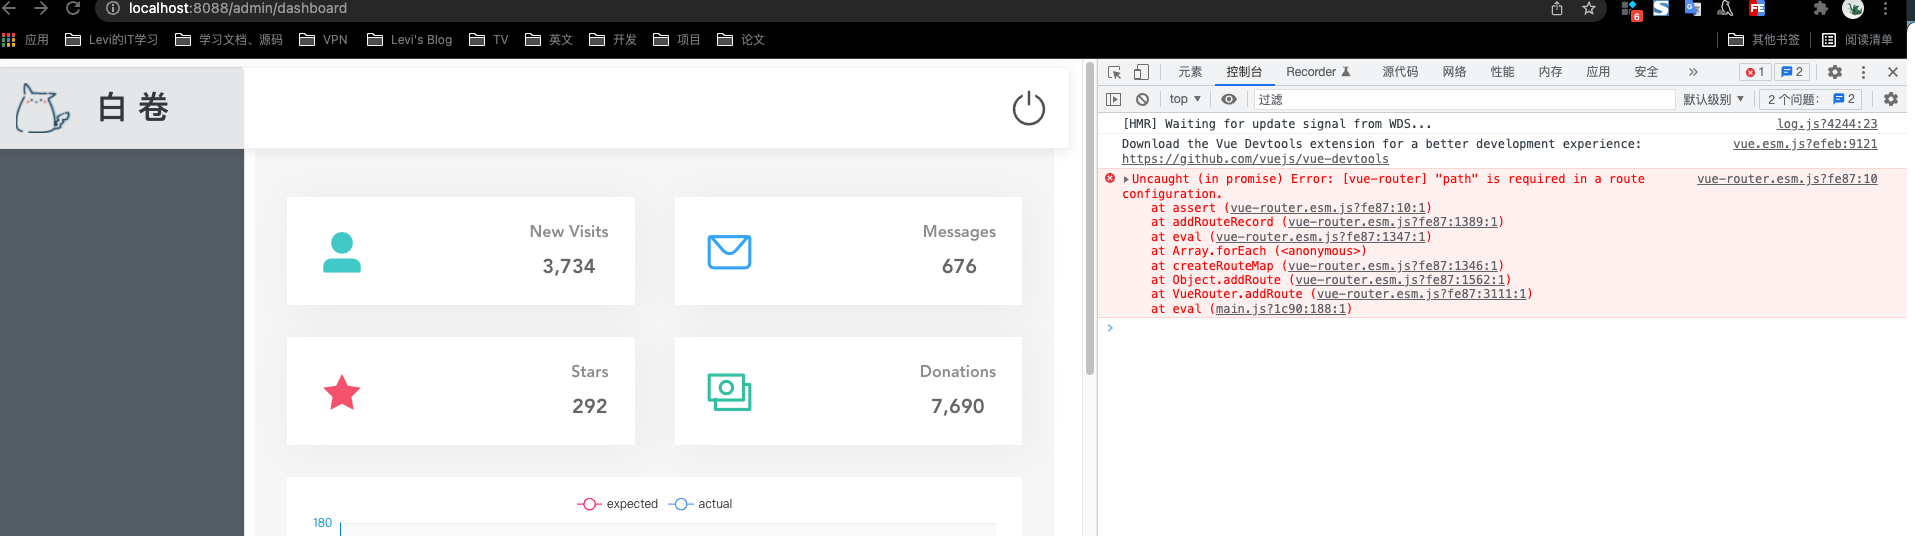 localhost:8088/admin/dashboard
6
G
FE
应用
Levi的IT学习
学习文档、源码
VPN
Levi's Blog
TV
英文
开发
项目
论文
其他书签
阅读清单
白卷
New Visits
3,734
Messages
676
Stars
292
Donations
7,690
expected
actual
180
元素
控制台
Recorder
源代码
网络
性能
内存
应用
安全
»
1
2
top ▼
过滤
默认级别 ▼
2 个问题:
2
[HMR] Waiting for update signal from WDS...
log.js?4244:23
Download the Vue Devtools extension for a better development experience:
vue.esm.js?efeb:9121
https://github.com/vuejs/vue-devtools
Uncaught (in promise) Error: [vue-router] "path" is required in a route
vue-router.esm.js?fe87:10
configuration.
at assert (vue-router.esm.js?fe87:10:1)
at addRouteRecord (vue-router.esm.js?fe87:1389:1)
at eval (vue-router.esm.js?fe87:1347:1)
at Array.forEach (<anonymous>)
at createRouteMap (vue-router.esm.js?fe87:1346:1)
at Object.addRoute (vue-router.esm.js?fe87:1562:1)
at VueRouter.addRoute (vue-router.esm.js?fe87:3111:1)
at eval (main.js?1c90:188:1)